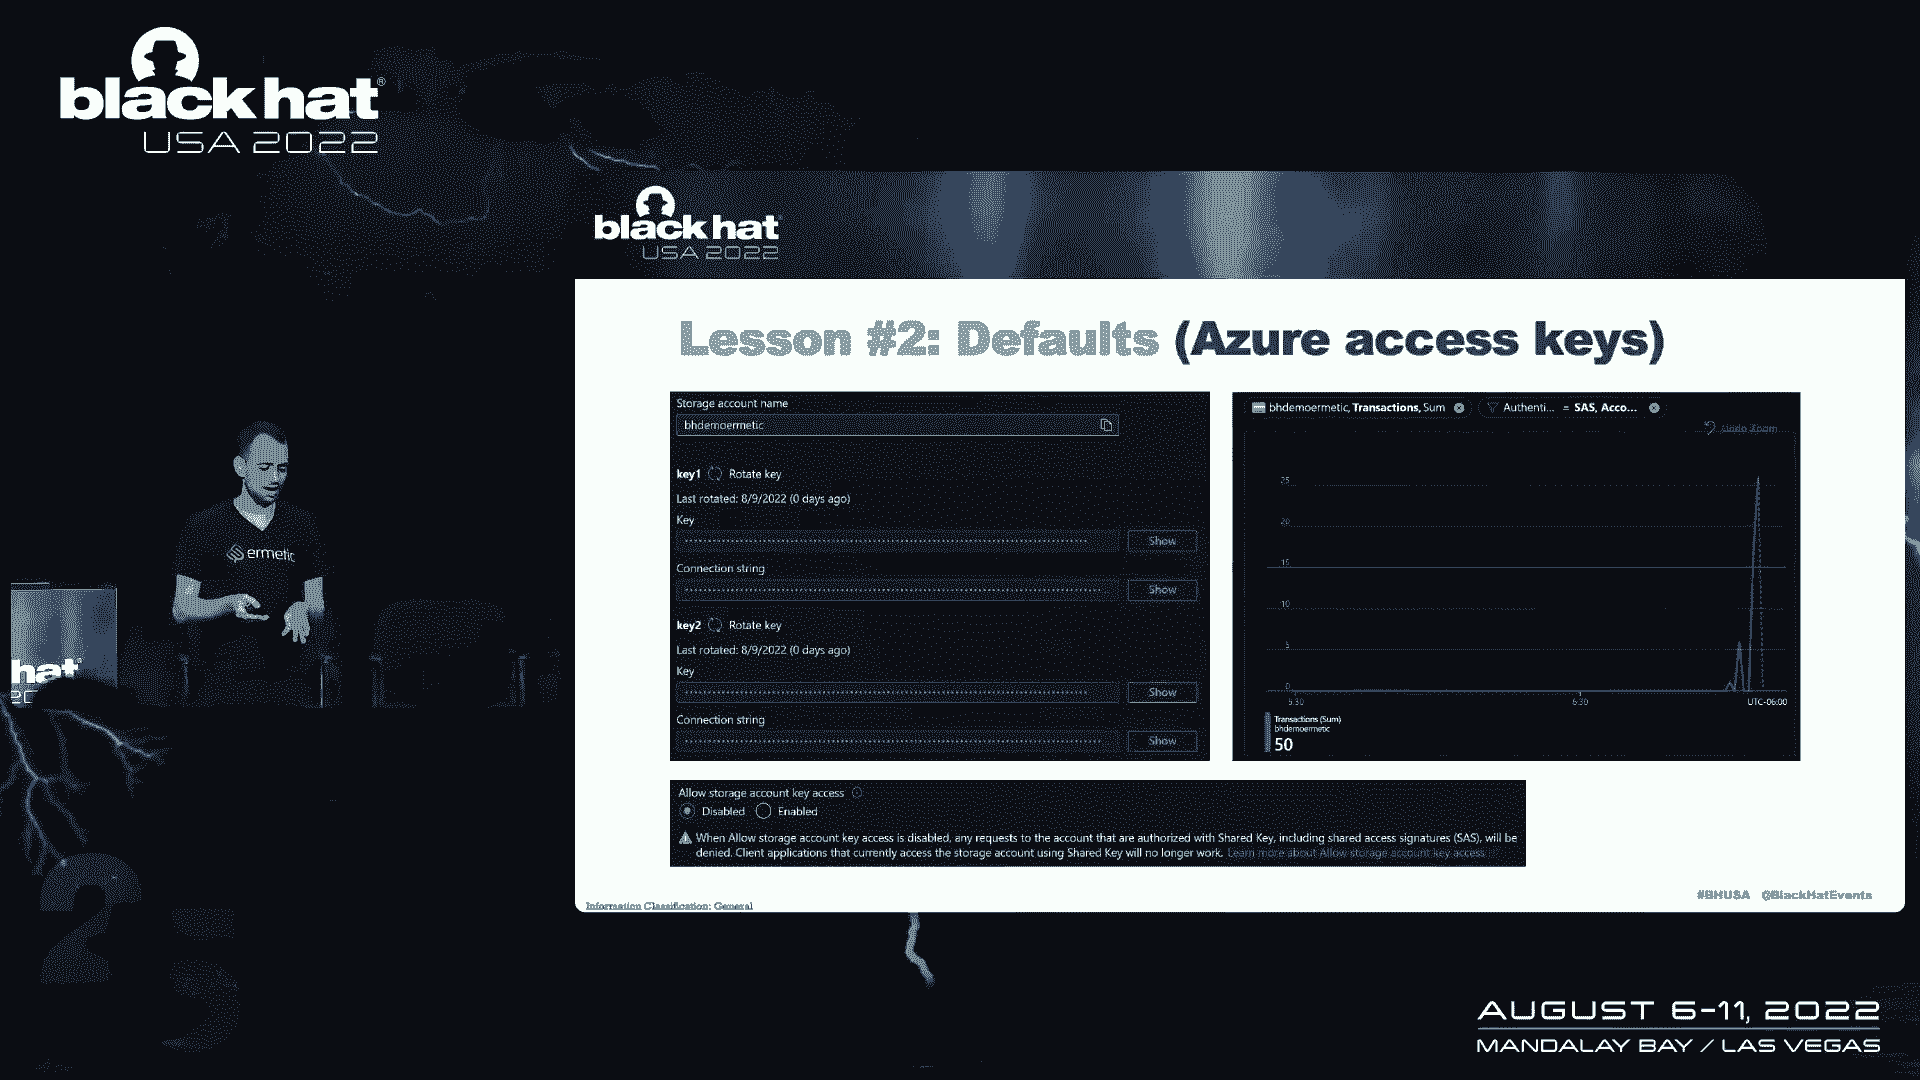 black hat®
USA 2022
black hat
USA 2022
Lesson #2: Defaults (Azure access keys)
Storage account name
bhdemoermetic
key1 Rotate key
Last rotated: 8/9/2022 (0 days ago)
Key
Show
Connection string
Show
key2 Rotate key
Last rotated: 8/9/2022 (0 days ago)
Key
Show
Connection string
Show
bhdemoermetic, Transactions, Sum
Authenti... = SAS, Acco...
Undo Zoom
25
20
15
10
5
0
5:30 6:30 UTC-06:00
Transactions (Sum)
bhdemoermetic
50
Allow storage account key access
Disabled Enabled
When Allow storage account key access is disabled, any requests to the account that are authorized with Shared Key, including shared access signatures (SAS), will be
denied. Client applications that currently access the storage account using Shared Key will no longer work. Learn more about Allow storage account key access
#BHUSA @BlackHatEvents
Information Classification: General
ermetic
hat
25
AUGUST 6-11, 2022
MANDALAY BAY / LAS VEGAS